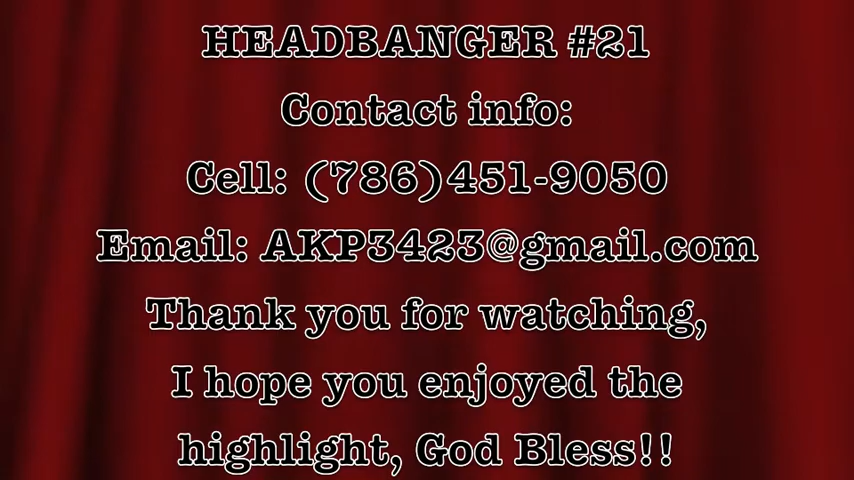 HEADBANGER #21
Contact info:
Cell: (786)451-9050
Email: AKP3423@gmail.com
Thank you for watching,
I hope you enjoyed the
highlight, God Bless!!